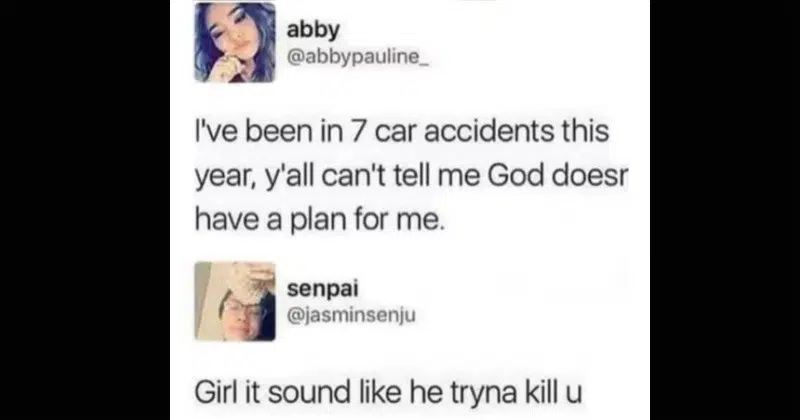 abby
@abbypauline_
I've been in 7 car accidents this
year, y'all can't tell me God doesr
have a plan for me.
senpai
@jasminsenju
Girl it sound like he tryna kill u